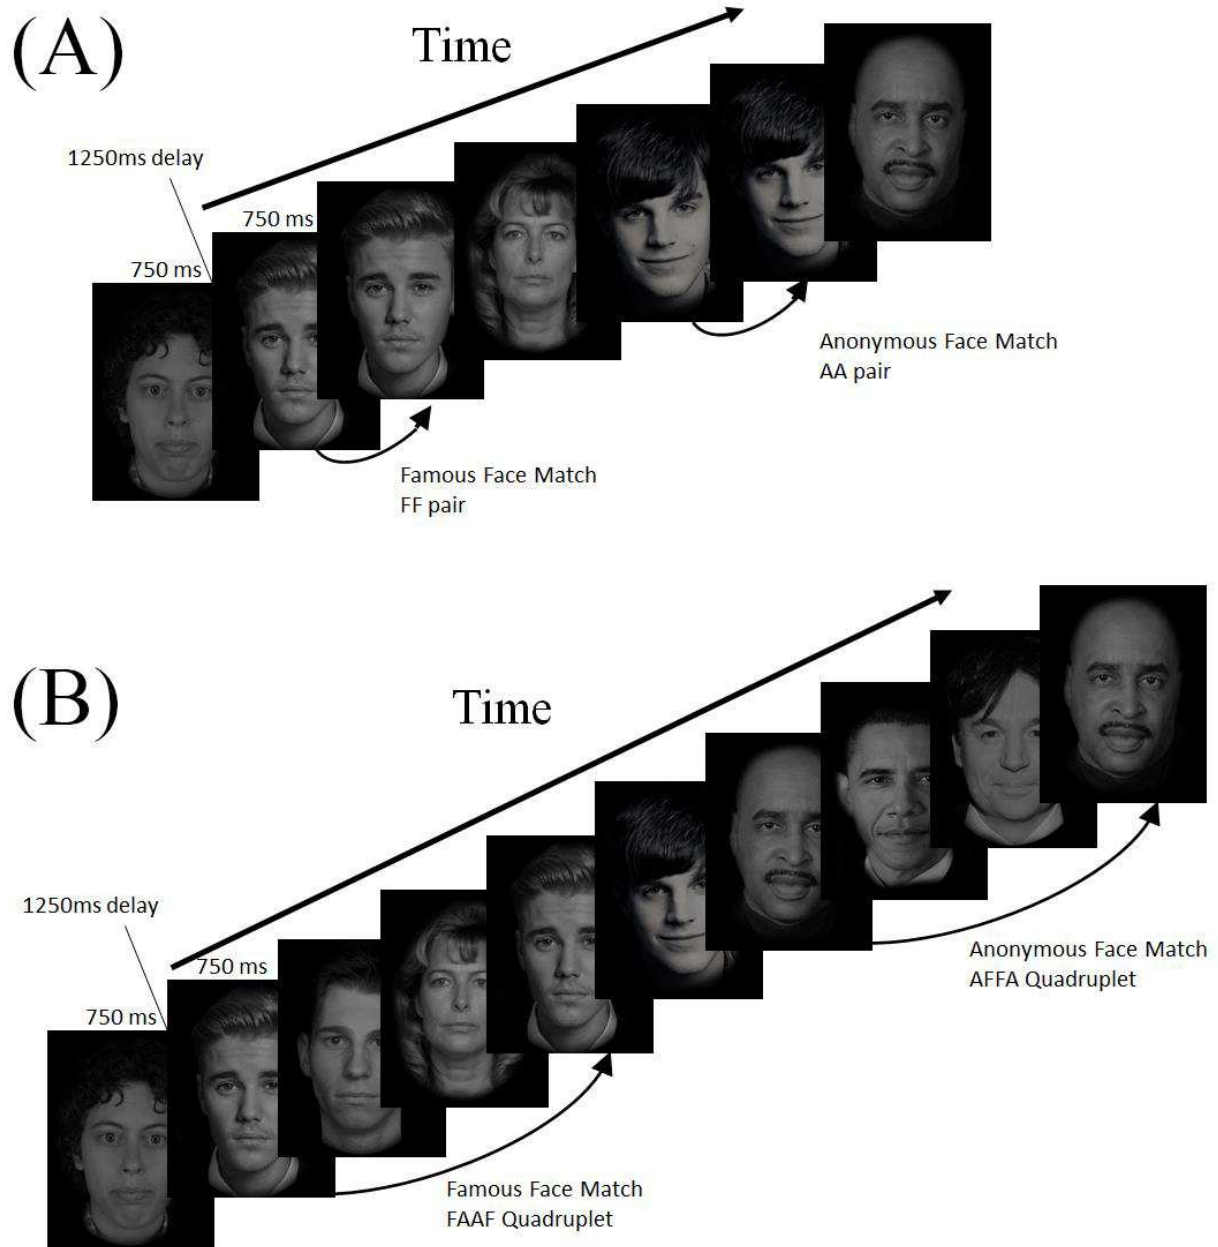 (A)
Time
1250ms delay
750 ms
750 ms
Anonymous Face Match
AA pair
Famous Face Match
FF pair
(B)
Time
1250ms delay
750 ms
750 ms
Anonymous Face Match
AFFA Quadruplet
Famous Face Match
FAAF Quadruplet